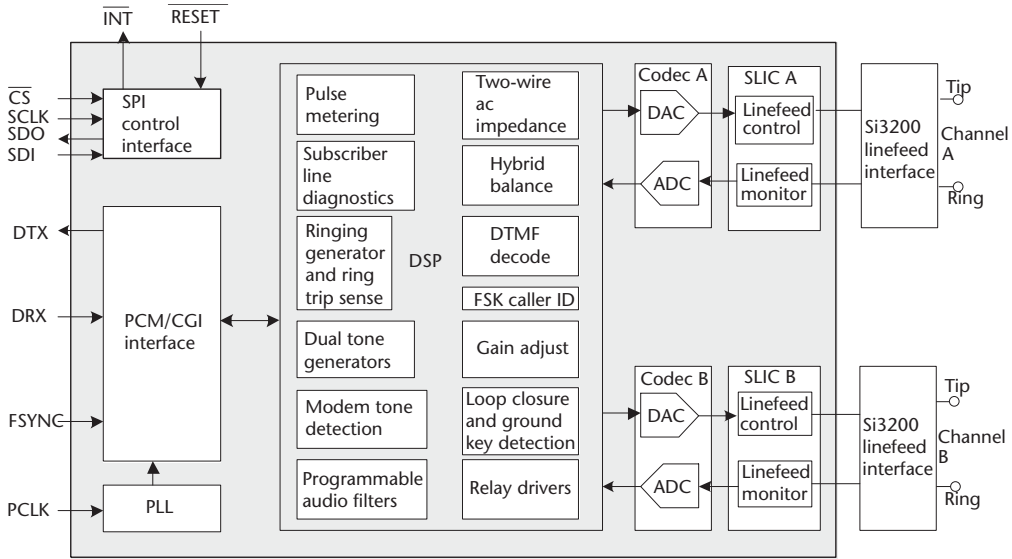 INT
RESET
CS
SCLK
SDO
SDI
SPI
control
interface
DTX
DRX
FSYNC
PCLK
PCM/CGI
interface
PLL
Pulse
metering
Subscriber
line
diagnostics
Ringing
generator
and ring
trip sense
Dual tone
generators
Modem tone
detection
Programmable
audio filters
DSP
Two-wire
ac
impedance
Hybrid
balance
DTMF
decode
FSK caller ID
Gain adjust
Loop closure
and ground
key detection
Relay drivers
Codec A
DAC
ADC
SLIC A
Linefeed
control
Linefeed
monitor
Si3200
linefeed
interface
Tip
Channel
A
Ring
Codec B
DAC
ADC
SLIC B
Linefeed
control
Linefeed
monitor
Si3200
linefeed
interface
Tip
Channel
B
Ring